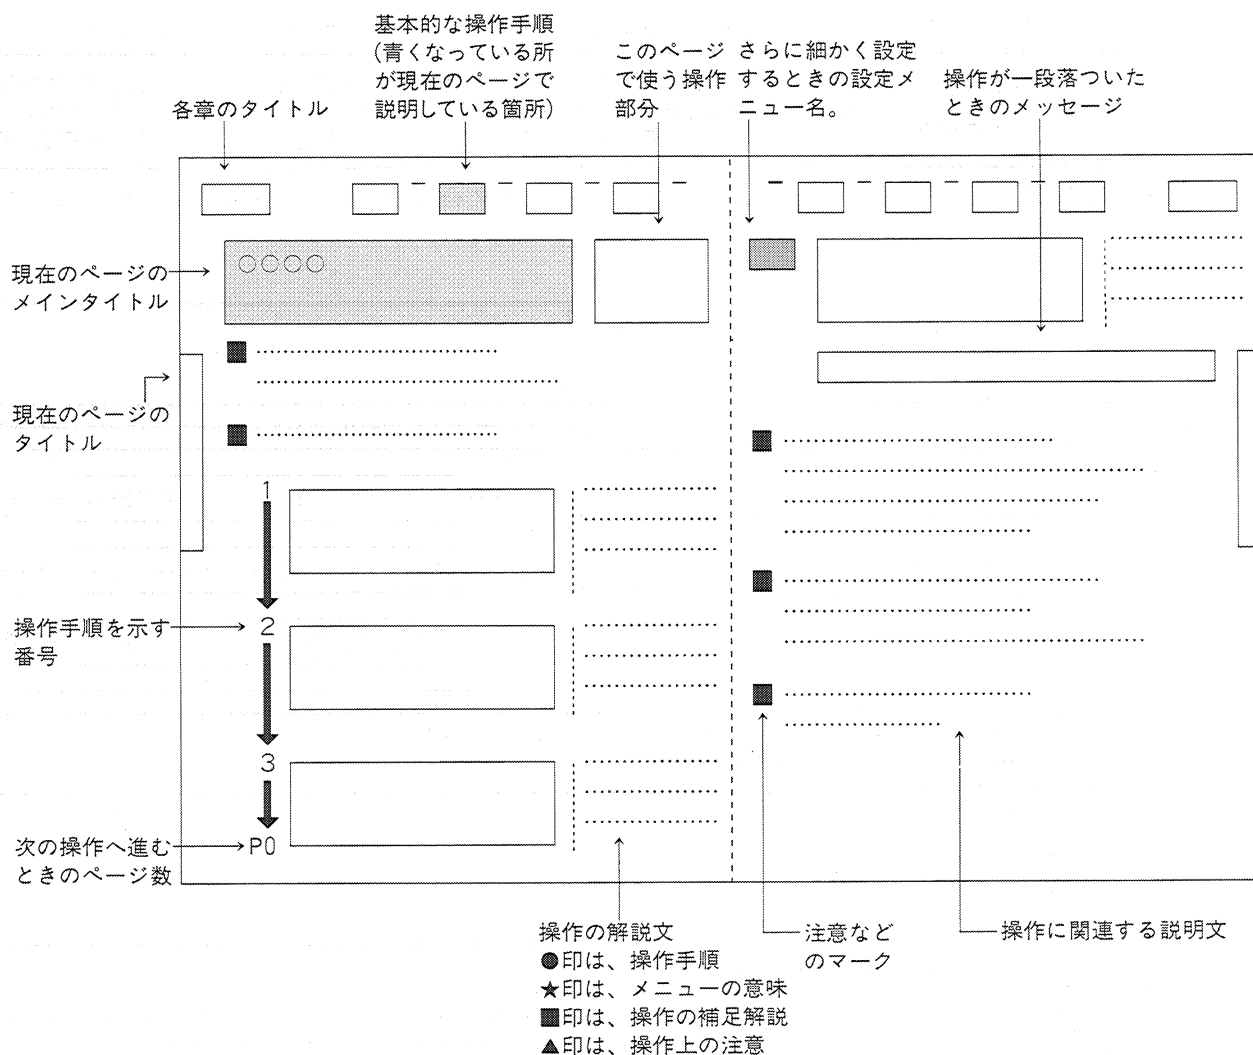 基本的な操作手順
(青くなっている所
が現在のページで
説明している箇所)
このページ
で使う操作
部分
さらに細かく設定
するときの設定メ
ニュー名。
操作が一段落ついた
ときのメッセージ
各章のタイトル
現在のページの
メインタイトル
○○○○
現在のページの
タイトル
1
操作手順を示す
番号
2
3
次の操作へ進む
ときのページ数
P0
操作の解説文
●印は、操作手順
★印は、メニューの意味
■印は、操作の補足解説
▲印は、操作上の注意
注意など
のマーク
操作に関連する説明文